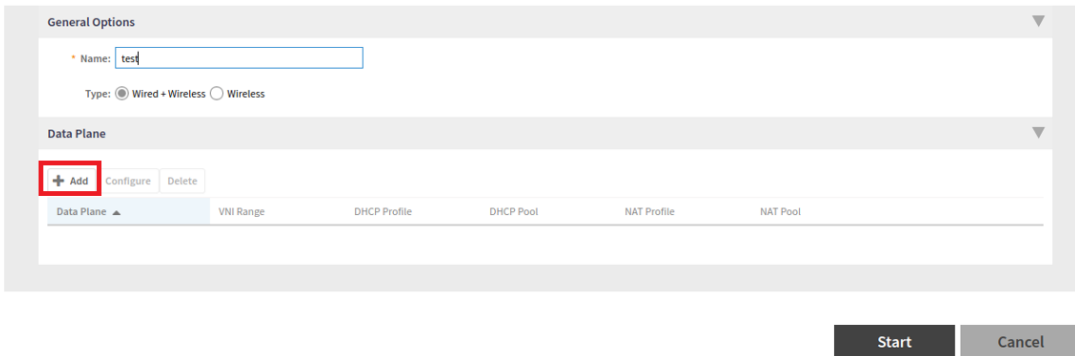 General Options
* Name: test
Type: Wired + Wireless Wireless
Data Plane
+ Add Configure Delete
Data Plane VNI Range DHCP Profile DHCP Pool NAT Profile NAT Pool
Start Cancel